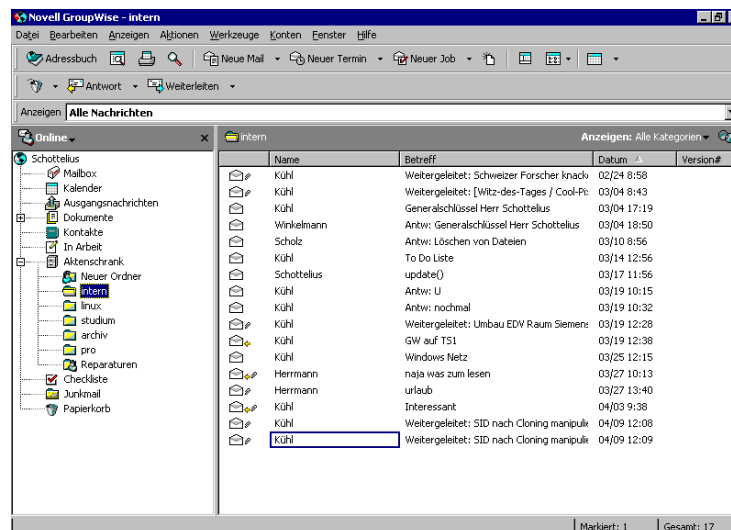 Novell GroupWise - intern
Datei Bearbeiten Anzeigen Aktionen Werkzeuge Konten Fenster Hilfe
Adressbuch Neue Mail Neuer Termin Neuer Job
Antwort Weiterleiten
Anzeigen Alle Nachrichten
Online
Schottelius
Mailbox
Kalender
Ausgangsnachrichten
Dokumente
Kontakte
In Arbeit
Aktenschrank
Neuer Ordner
intern
linux
studium
archiv
pro
Reparaturen
Checkliste
Junkmail
Papierkorb
intern Anzeigen: Alle Kategorien
Name Betreff Datum Version#
Kühl Weitergeleitet: Schweizer Forscher knack 02/24 8:58
Kühl Weitergeleitet: [Witz-des-Tages / Cool-Pi 03/04 8:43
Kühl Generalschlüssel Herr Schottelius 03/04 17:19
Winkelmann Antw: Generalschlüssel Herr Schottelius 03/04 18:50
Scholz Antw: Löschen von Dateien 03/10 8:56
Kühl To Do Liste 03/14 12:56
Schottelius update() 03/17 11:56
Kühl Antw: U 03/19 10:15
Kühl Antw: nochmal 03/19 10:32
Kühl Weitergeleitet: Umbau EDV Raum Siemens 03/19 12:28
Kühl GW auf TS1 03/19 12:38
Kühl Windows Netz 03/25 12:15
Herrmann naja was zum lesen 03/27 10:13
Herrmann urlaub 03/27 13:40
Kühl Interessant 04/03 9:38
Kühl Weitergeleitet: SID nach Cloning manipulie 04/09 12:08
Kühl Weitergeleitet: SID nach Cloning manipulie 04/09 12:09
Markiert: 1 Gesamt: 17